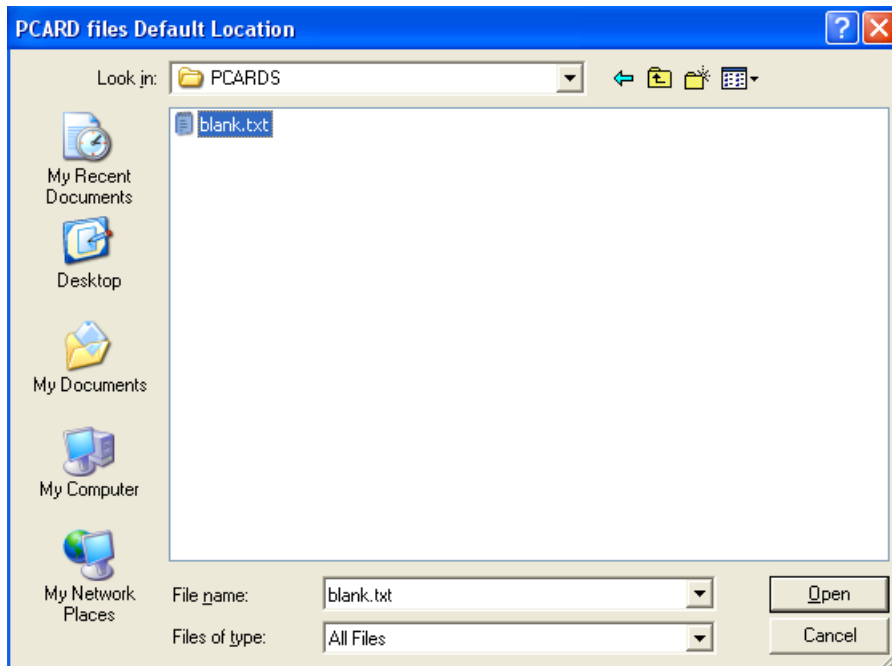 PCARD files Default Location
Look in: PCARDS
blank.txt
My Recent
Documents
Desktop
My Documents
My Computer
My Network
Places
File name: blank.txt Open
Files of type: All Files Cancel